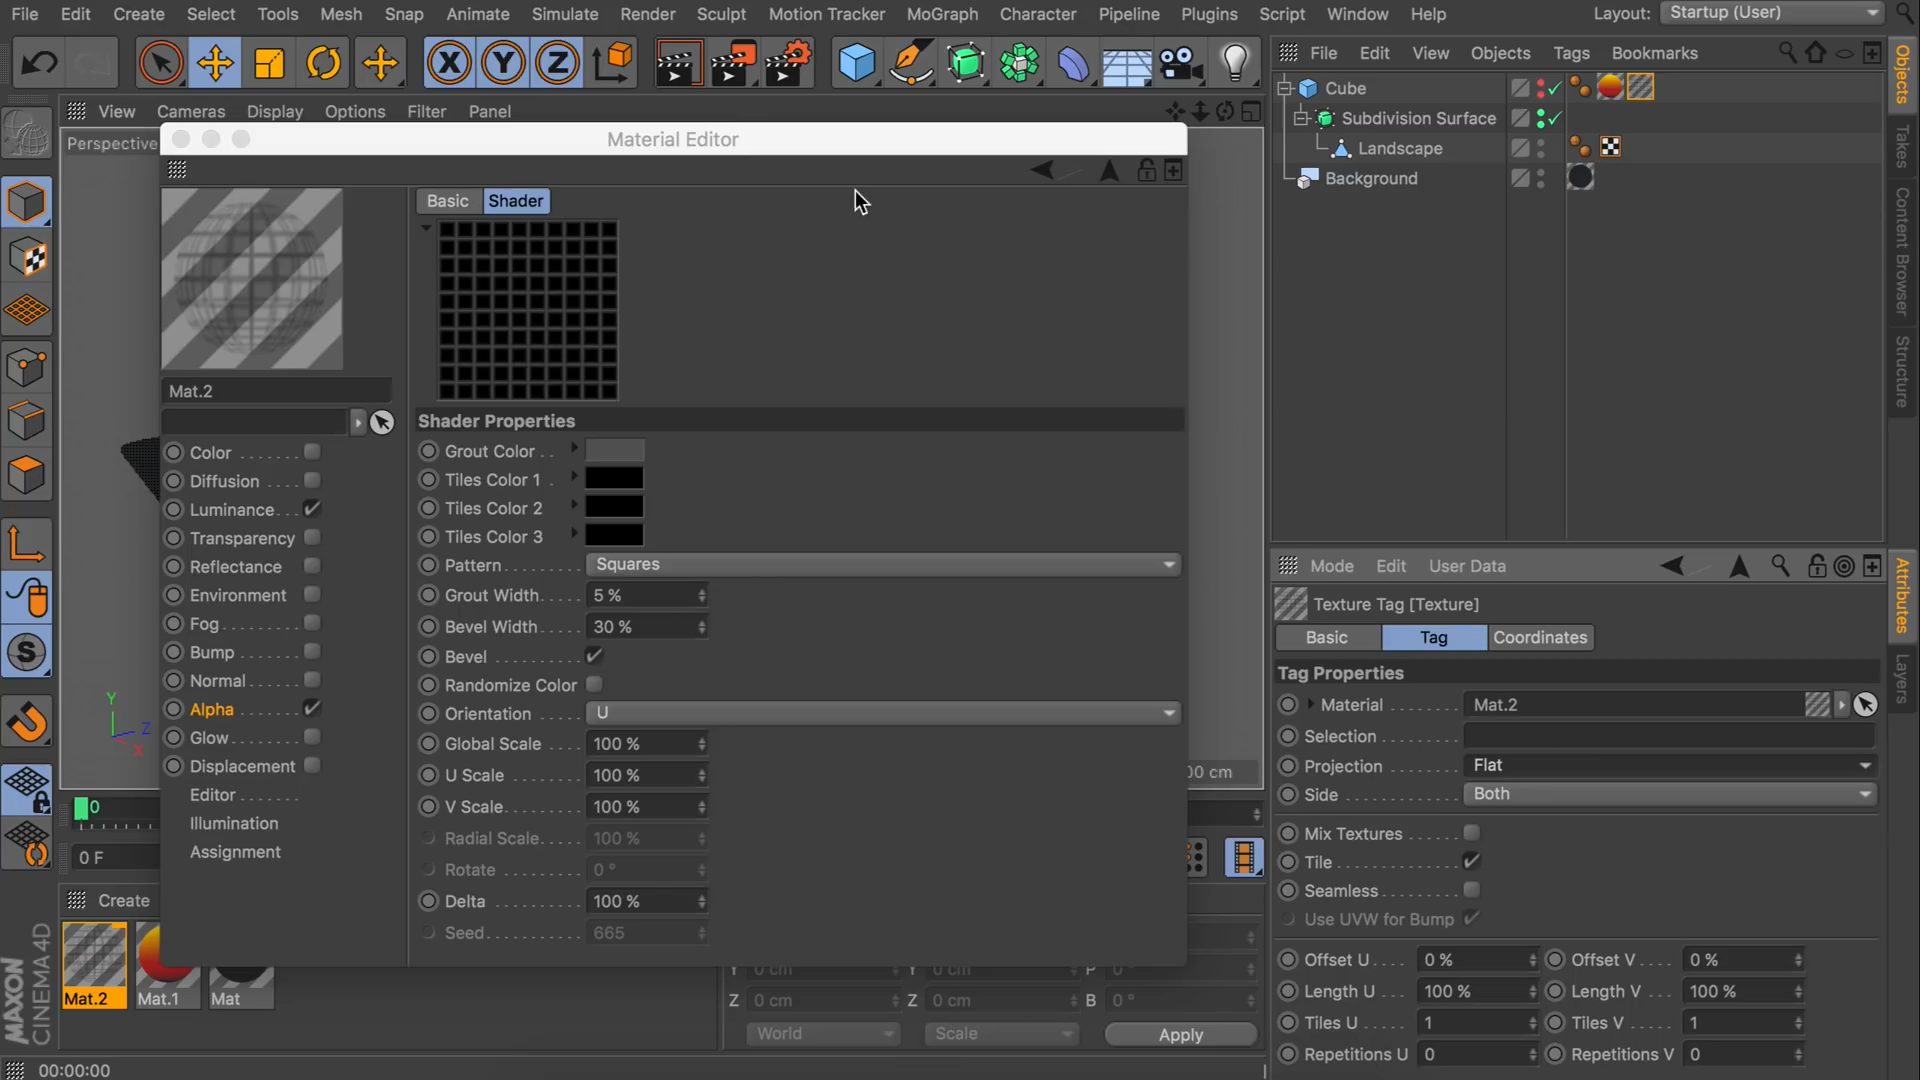 File Edit Create Select Tools Mesh Snap Animate Simulate Render Sculpt Motion Tracker MoGraph Character Pipeline Plugins Script Window Help Layout: Startup (User)
X Y Z
File Edit View Objects Tags Bookmarks
View Cameras Display Options Filter Panel
Perspective
Material Editor
Cube
Subdivision Surface
Landscape
Background
Objects
Takes
Content Browser
Structure
Basic Shader
Mat.2
Shader Properties
Color
Diffusion
Luminance
Transparency
Reflectance
Environment
Fog
Bump
Normal
Alpha
Glow
Displacement
Editor
Illumination
Assignment
Grout Color
Tiles Color 1
Tiles Color 2
Tiles Color 3
Pattern Squares
Grout Width 5 %
Bevel Width 30 %
Bevel
Randomize Color
Orientation U
Global Scale 100 %
U Scale 100 %
V Scale 100 %
Radial Scale 100 %
Rotate 0 °
Delta 100 %
Seed 665
Mode Edit User Data
Texture Tag [Texture]
Basic Tag Coordinates
Tag Properties
Material Mat.2
Selection
Projection Flat
Side Both
Mix Textures
Tile
Seamless
Use UVW for Bump
Offset U 0 % Offset V 0 %
Length U 100 % Length V 100 %
Tiles U 1 Tiles V 1
Repetitions U 0 Repetitions V 0
Attributes
Layers
Y
Z
X
S
00 cm
0
0 F
Create
Mat.2 Mat.1 Mat
Y 0 cm Y 0 cm P 0 °
Z 0 cm Z 0 cm B 0 °
World Scale Apply
MAXON
CINEMA 4D
00:00:00